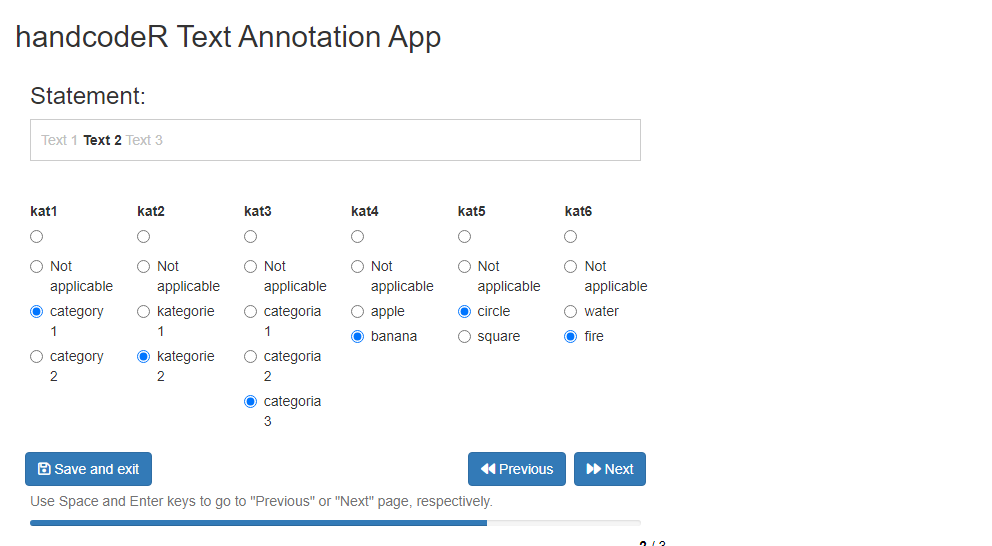 handcodeR Text Annotation App
Statement:
Text 1 Text 2 Text 3
kat1 kat2 kat3 kat4 kat5 kat6
Not Not Not Not Not Not
applicable applicable applicable applicable applicable applicable
category kategorie categoria apple circle water
1 1 1
banana square fire
category kategorie categoria
2 2 2
categoria
3
Save and exit Previous Next
Use Space and Enter keys to go to "Previous" or "Next" page, respectively.
2 / 3